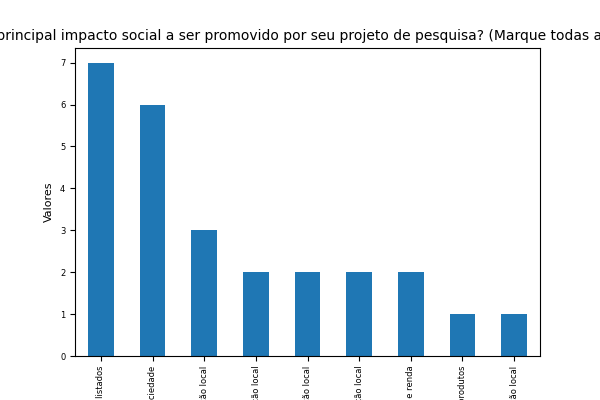 principal impacto social a ser promovido por seu projeto de pesquisa? (Marque todas a
Valores
7
6
5
4
3
2
1
0
listados
ciedade
ão local
ão local
ão local
ão local
e renda
produtos
ão local